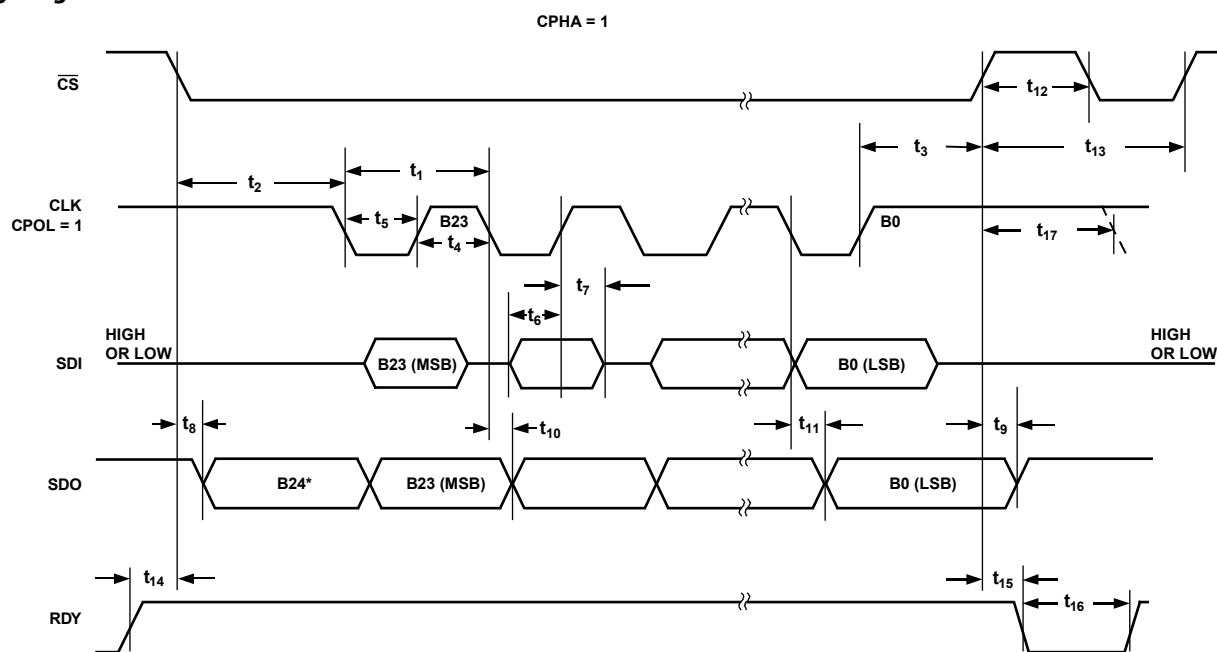 CPHA = 1
CS
t12
t3
t13
t1
t2
CLK
CPOL = 1
t5
B23
t4
B0
t17
t7
t6
HIGH
OR LOW
SDI
B23 (MSB)
B0 (LSB)
HIGH
OR LOW
t8
t10
t11
t9
SDO
B24*
B23 (MSB)
B0 (LSB)
t14
t15
RDY
t16